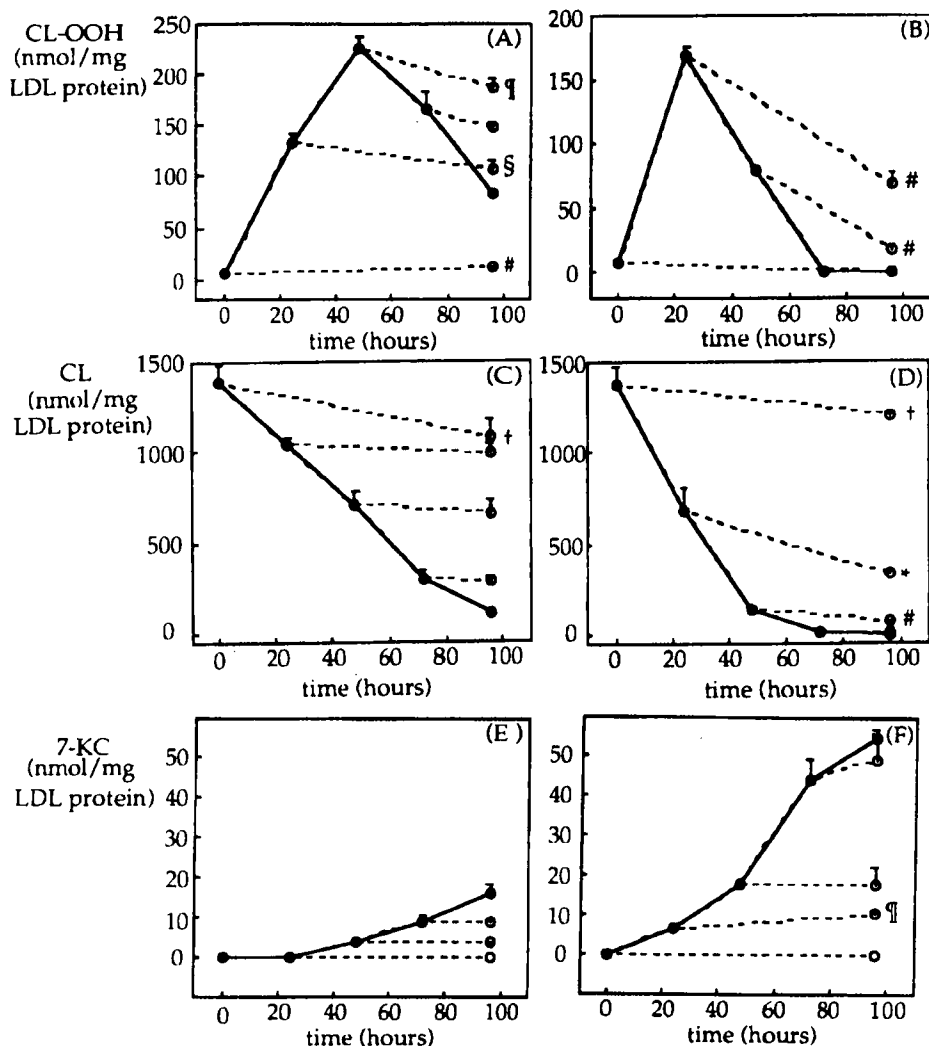 CL-OOH
(nmol/mg
LDL protein)
(A)
250
200
150
100
50
0
¶
§
#
0 20 40 60 80 100
time (hours)
(B)
200
150
100
50
0
#
#
0 20 40 60 80 100
time (hours)
CL
(nmol/mg
LDL protein)
(C)
1500
1000
500
0
†
0 20 40 60 80 100
time (hours)
(D)
1500
1000
500
0
†
*
#
0 20 40 60 80 100
time (hours)
7-KC
(nmol/mg
LDL protein)
(E )
50
40
30
20
10
0
0 20 40 60 80 100
time (hours)
(F)
50
40
30
20
10
0
¶
0 20 40 60 80 100
time (hours)